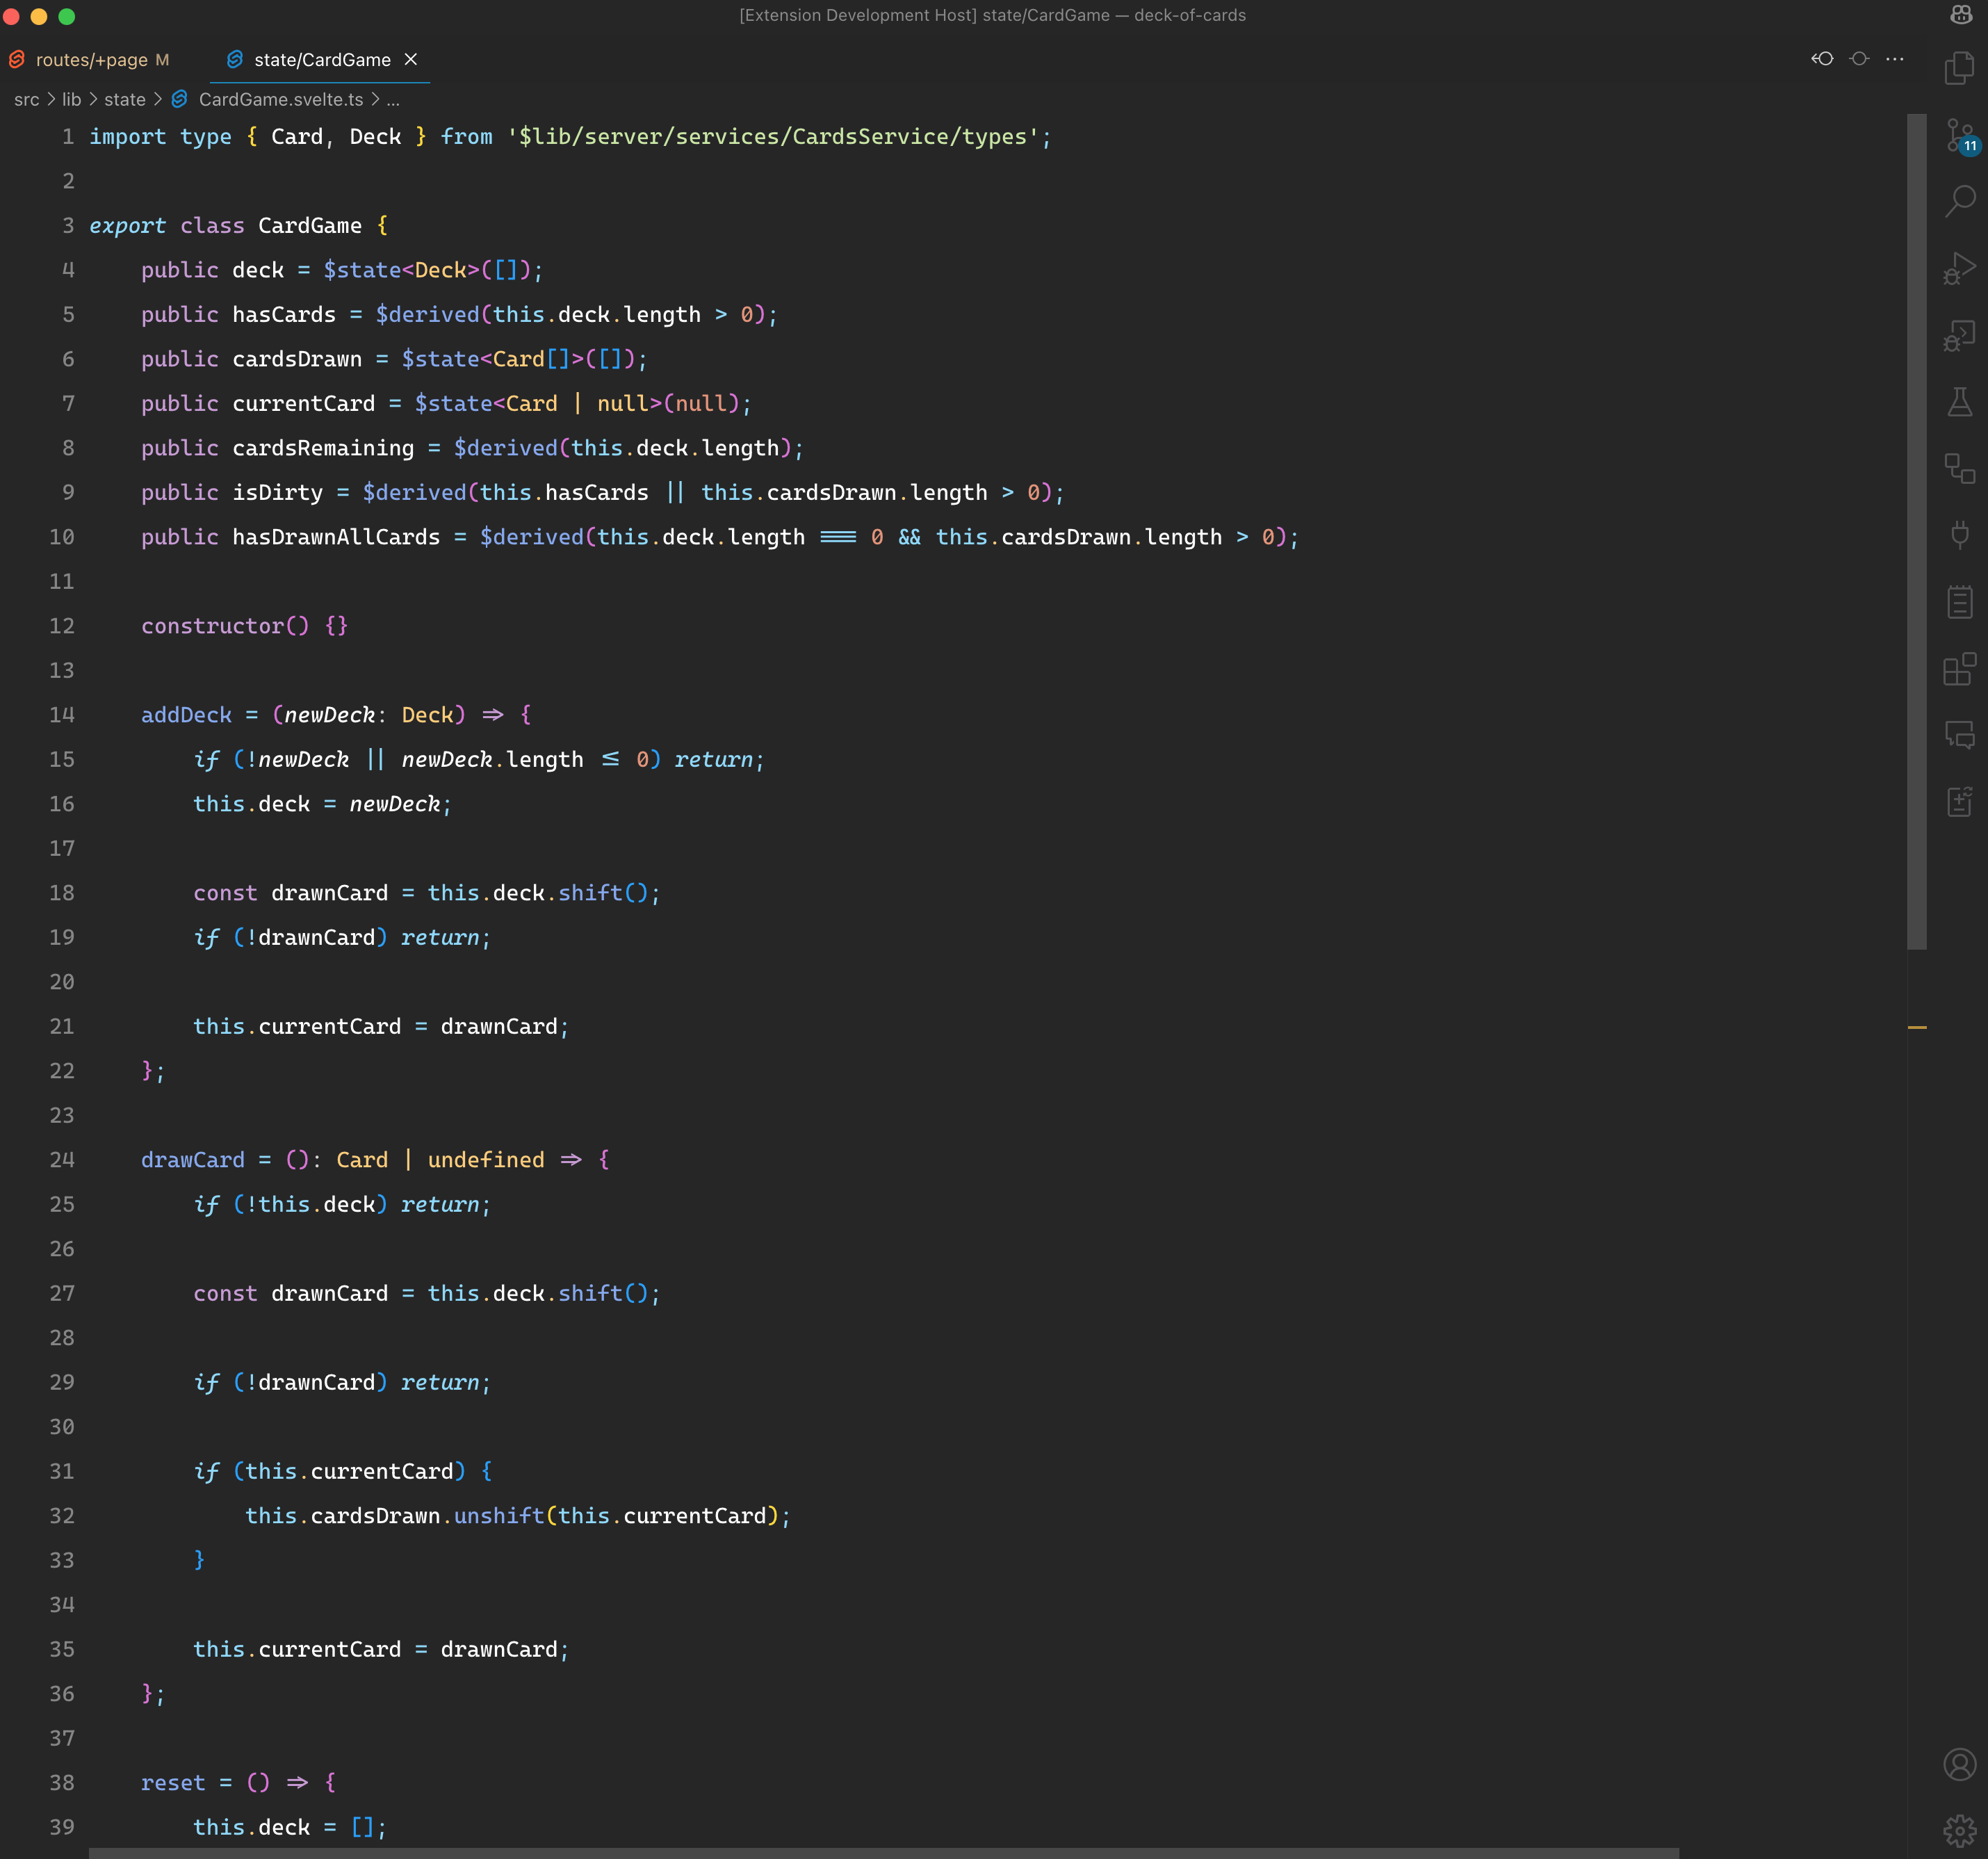 [Extension Development Host] state/CardGame — deck-of-cards
routes/+page M
state/CardGame
src > lib > state > CardGame.svelte.ts > ...
1 import type { Card, Deck } from '$lib/server/services/CardsService/types';
2
3 export class CardGame {
4 public deck = $state<Deck>([]);
5 public hasCards = $derived(this.deck.length > 0);
6 public cardsDrawn = $state<Card[]>([]);
7 public currentCard = $state<Card | null>(null);
8 public cardsRemaining = $derived(this.deck.length);
9 public isDirty = $derived(this.hasCards || this.cardsDrawn.length > 0);
10 public hasDrawnAllCards = $derived(this.deck.length === 0 && this.cardsDrawn.length > 0);
11
12 constructor() {}
13
14 addDeck = (newDeck: Deck) => {
15 if (!newDeck || newDeck.length <= 0) return;
16 this.deck = newDeck;
17
18 const drawnCard = this.deck.shift();
19 if (!drawnCard) return;
20
21 this.currentCard = drawnCard;
22 };
23
24 drawCard = (): Card | undefined => {
25 if (!this.deck) return;
26
27 const drawnCard = this.deck.shift();
28
29 if (!drawnCard) return;
30
31 if (this.currentCard) {
32 this.cardsDrawn.unshift(this.currentCard);
33 }
34
35 this.currentCard = drawnCard;
36 };
37
38 reset = () => {
39 this.deck = [];
11